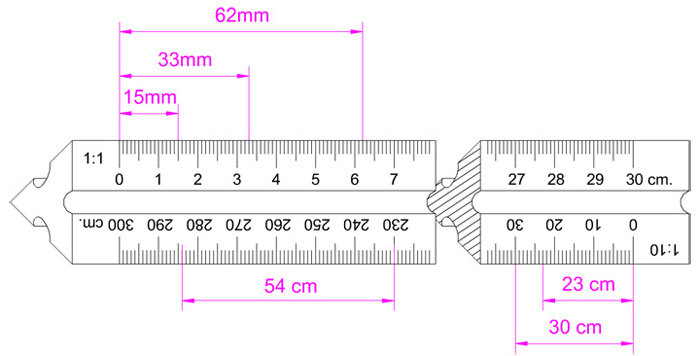 62mm
33mm
15mm
1:1
0 1 2 3 4 5 6 7 27 28 29 30 cm.
cm. 300 290 280 270 260 250 240 230 30 20 10 0
1:10
54 cm
23 cm
30 cm